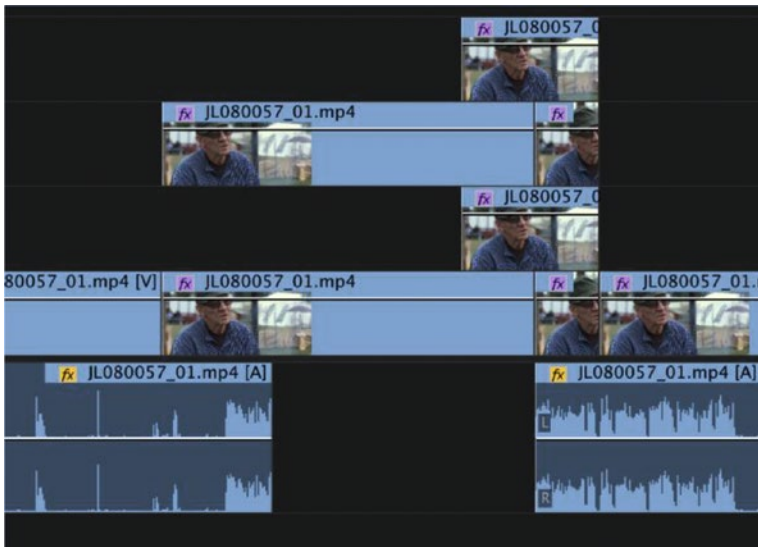 fx JL080057_0
fx JL080057_01.mp4 fx
fx JL080057_0
80057_01.mp4 [V] fx JL080057_01.mp4 fx fx JL080057_01.
fx JL080057_01.mp4 [A] fx JL080057_01.mp4 [A]
L
R